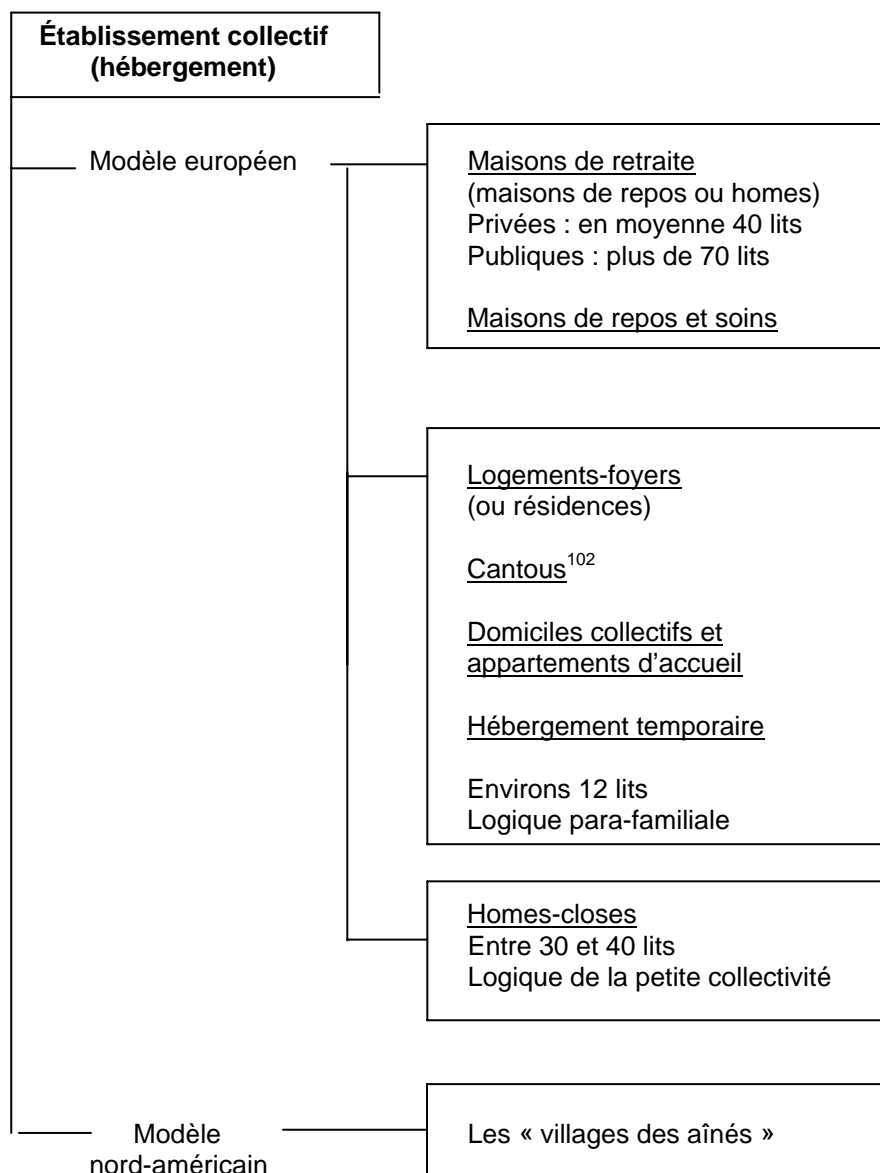 Établissement collectif
(hébergement)
Modèle européen
Maisons de retraite
(maisons de repos ou homes)
Privées : en moyenne 40 lits
Publiques : plus de 70 lits
Maisons de repos et soins
Logements-foyers
(ou résidences)
Cantous102
Domiciles collectifs et
appartements d’accueil
Hébergement temporaire
Environs 12 lits
Logique para-familiale
Homes-closes
Entre 30 et 40 lits
Logique de la petite collectivité
Modèle
nord-américain
Les « villages des aînés »